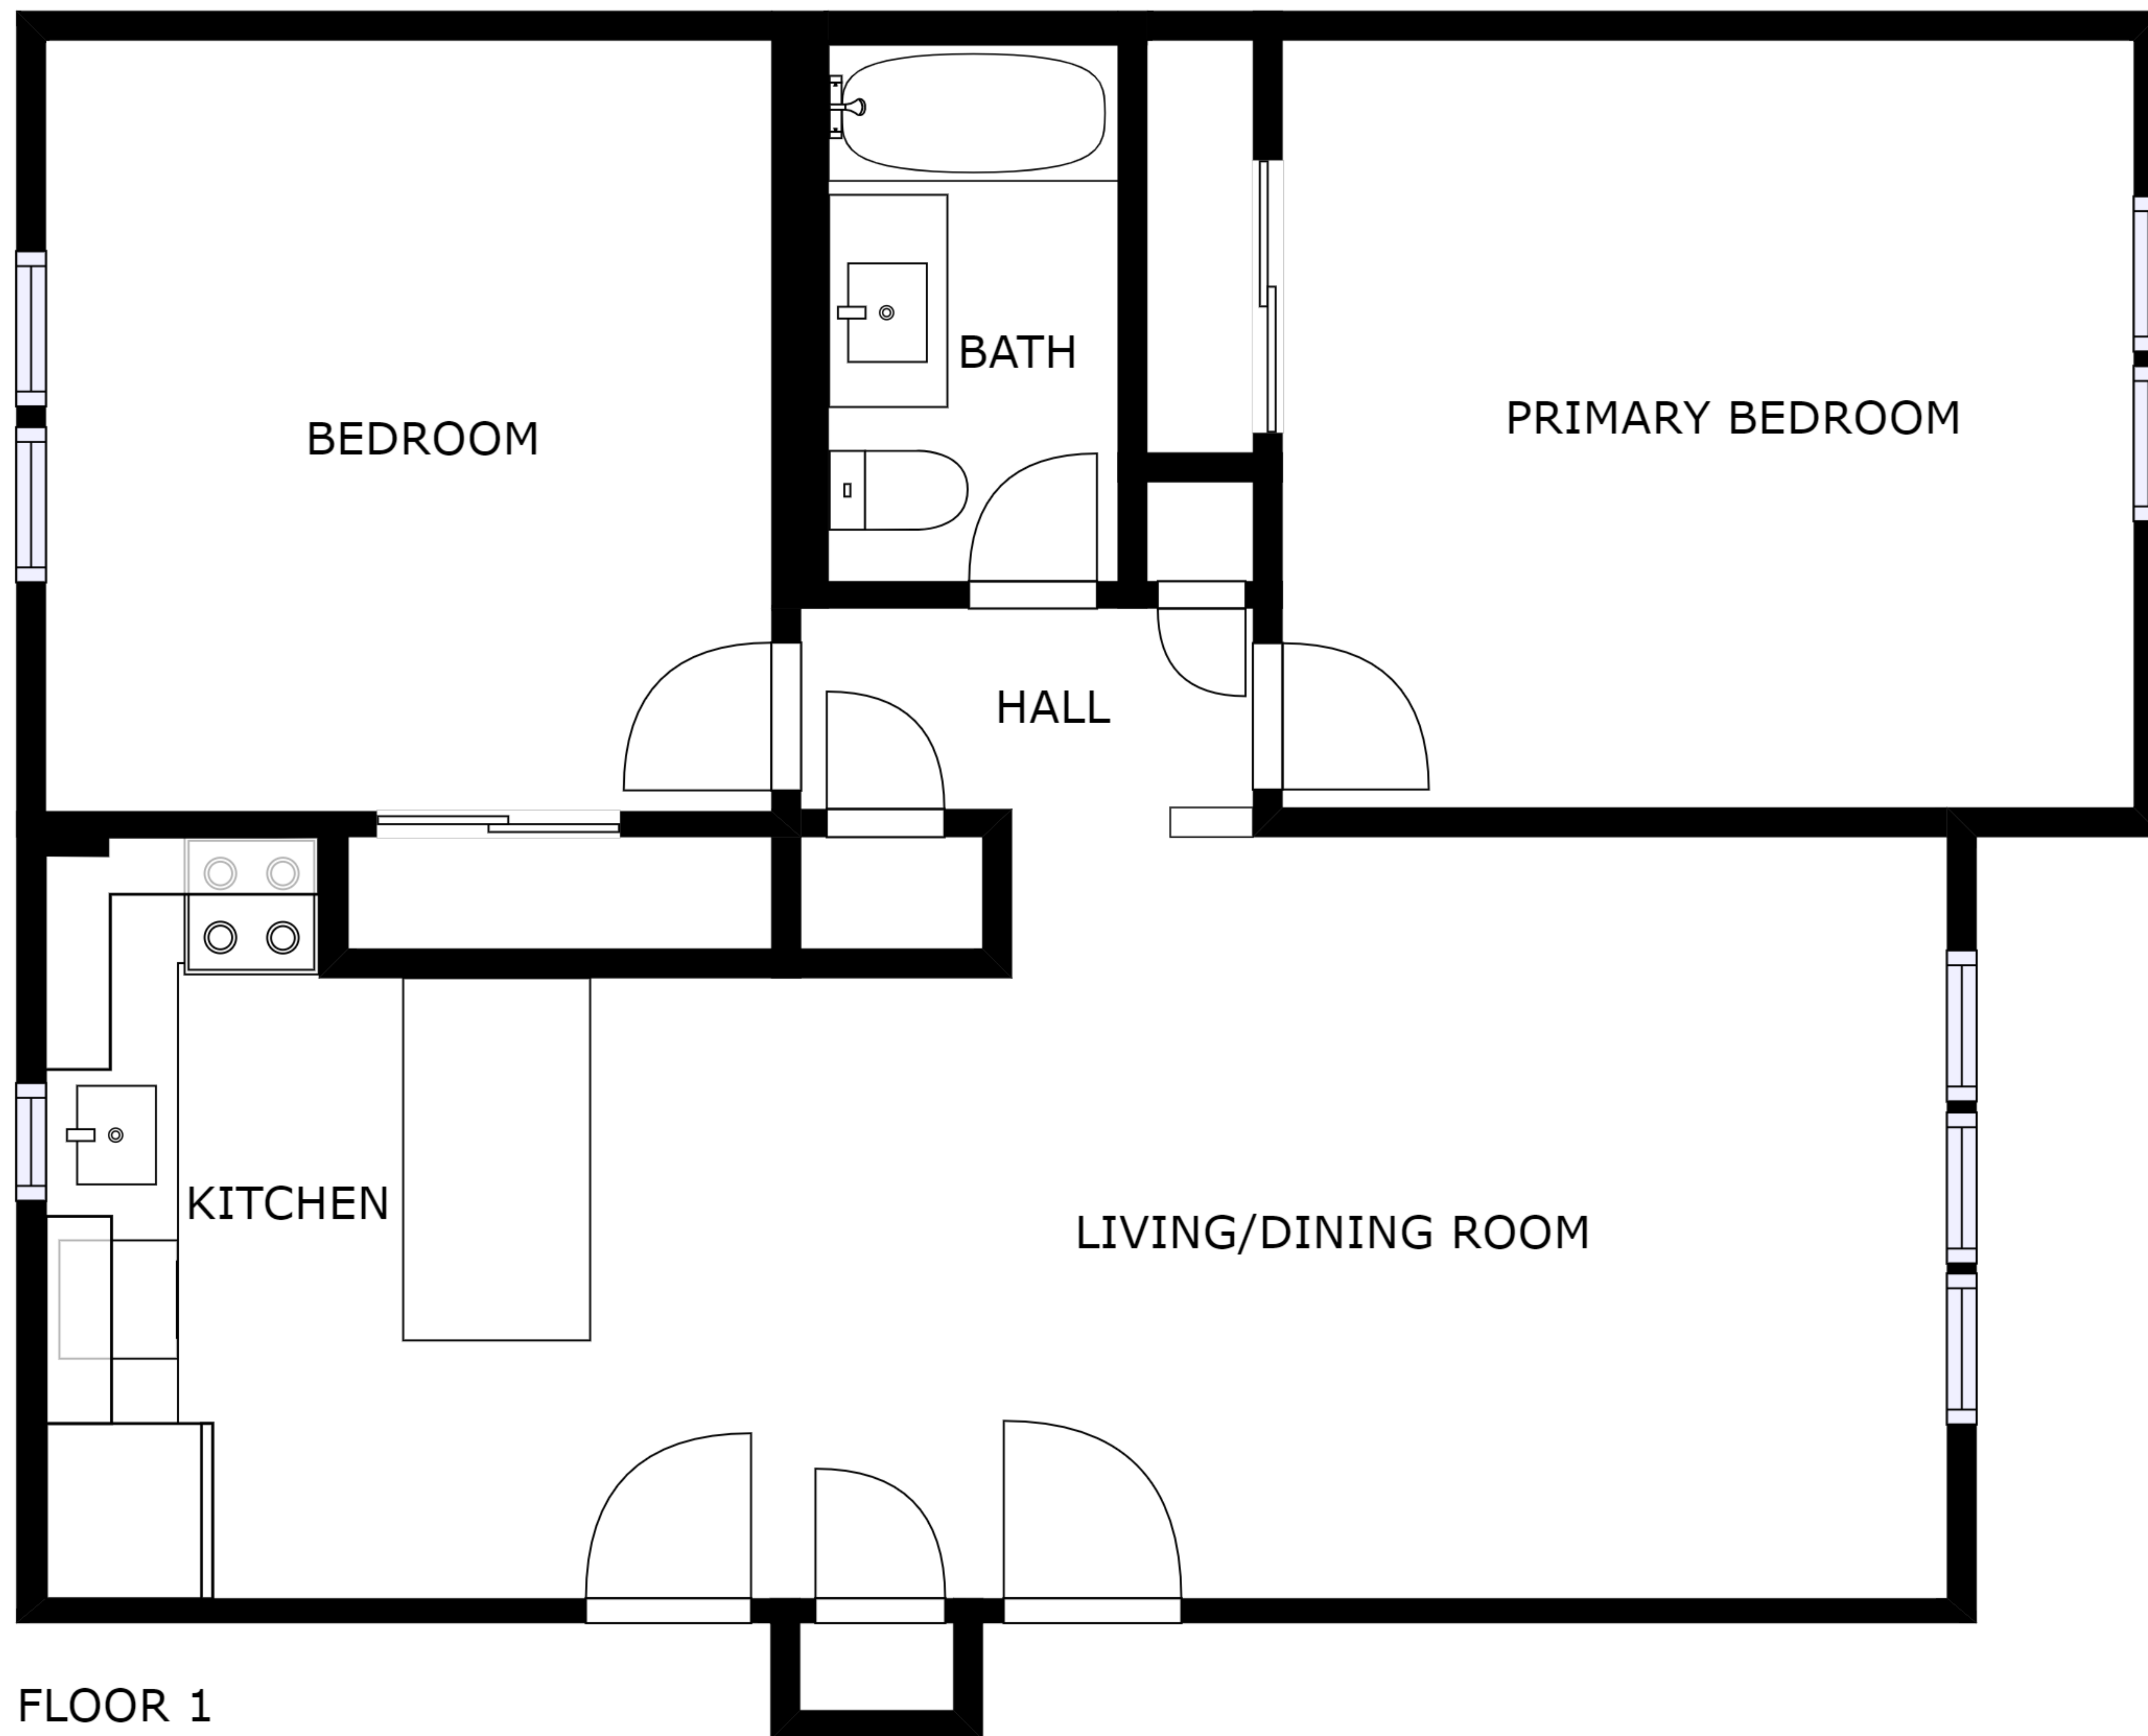 BATH
PRIMARY BEDROOM
BEDROOM
HALL
KITCHEN
LIVING/DINING ROOM
FLOOR 1